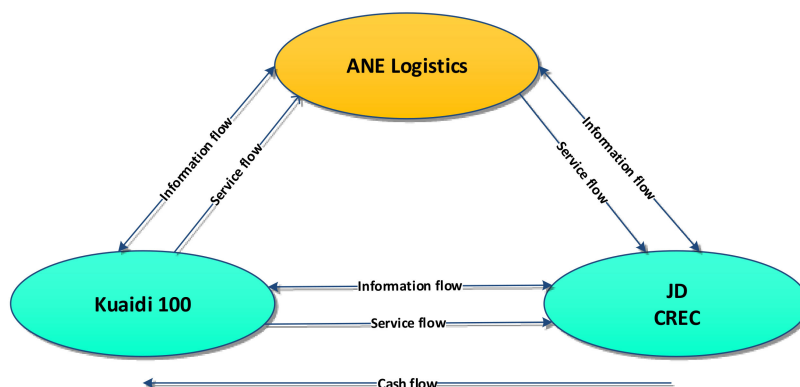 ANE Logistics
Information flow
Service flow
Service flow
Information flow
Kuaidi 100
Information flow
Service flow
JD
CREC
Cash flow